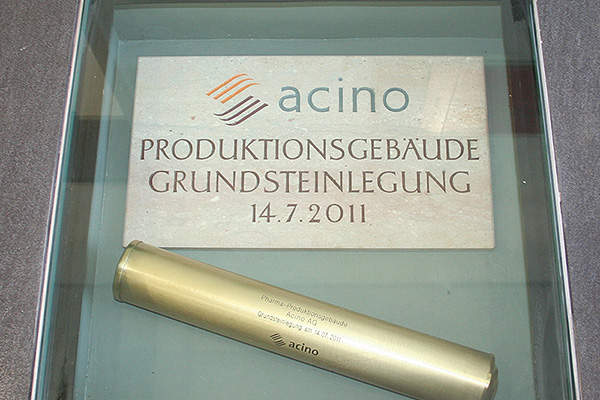 acino
PRODUKTIONSGEBÄUDE
GRUNDSTEINLEGUNG
14.7.2011
Pharma-Produktionsgebäude
Acino AG
Grundsteinlegung am 14.07.2011
acino